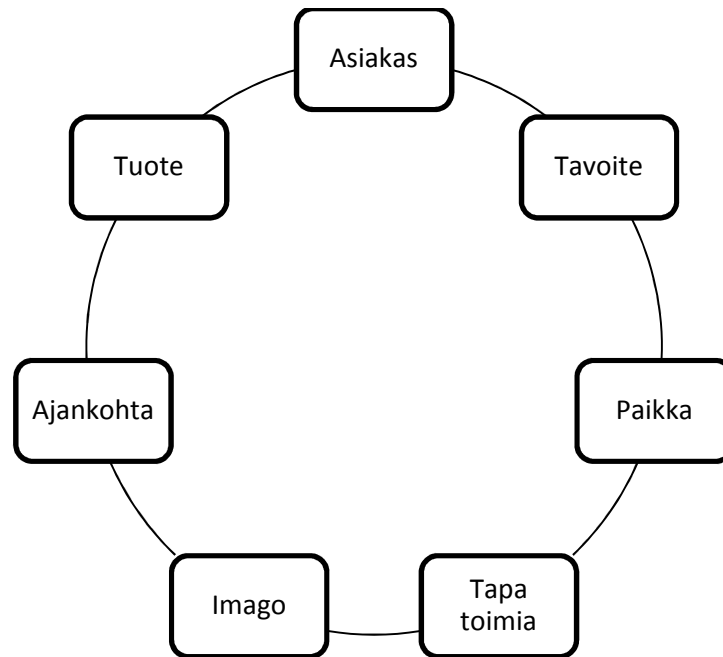 Asiakas
Tavoite
Paikka
Tapa
toimia
Imago
Ajankohta
Tuote